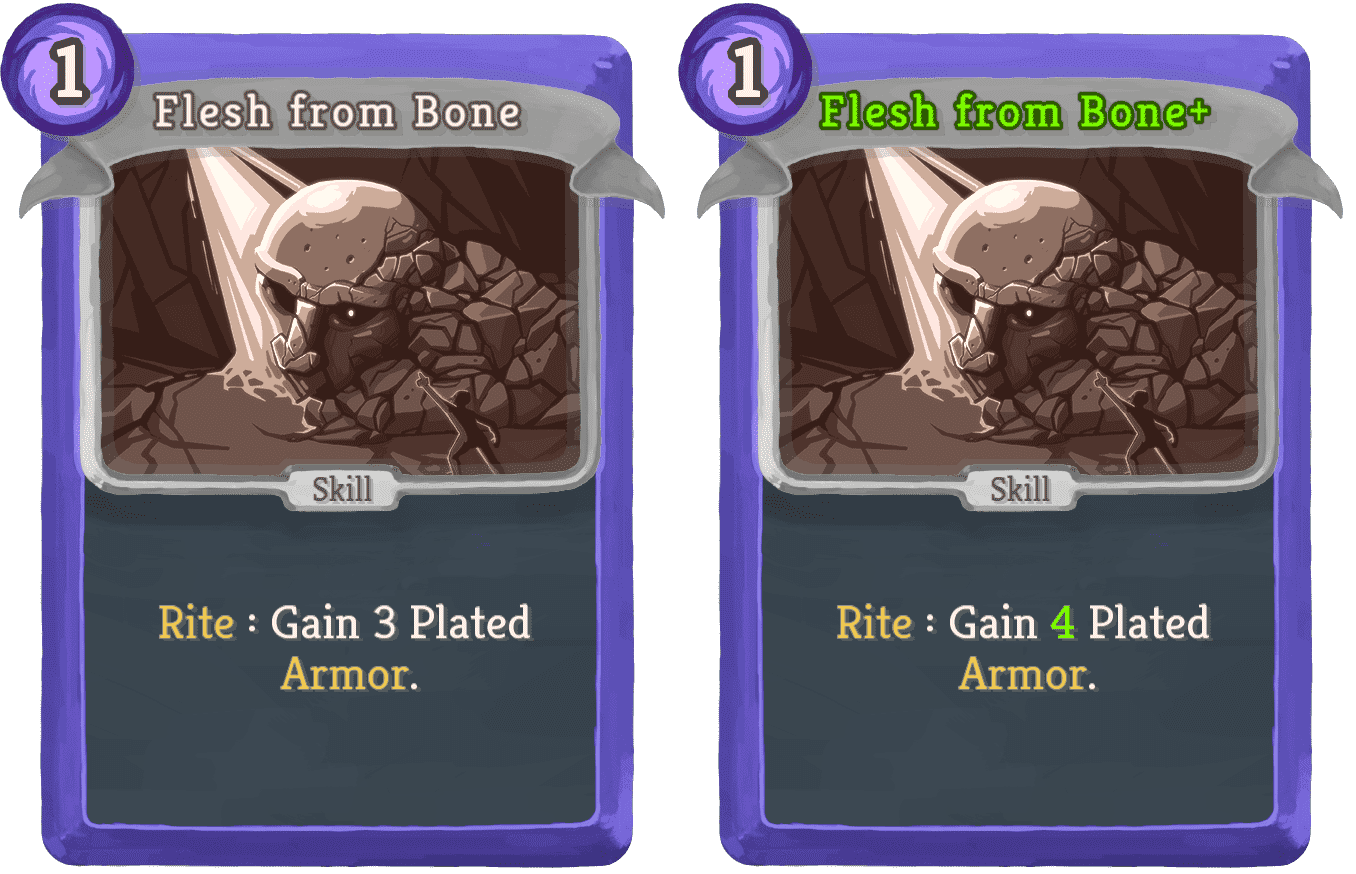 1
Flesh from Bone
Skill
Rite : Gain 3 Plated
Armor.
1
Flesh from Bone+
Skill
Rite : Gain 4 Plated
Armor.